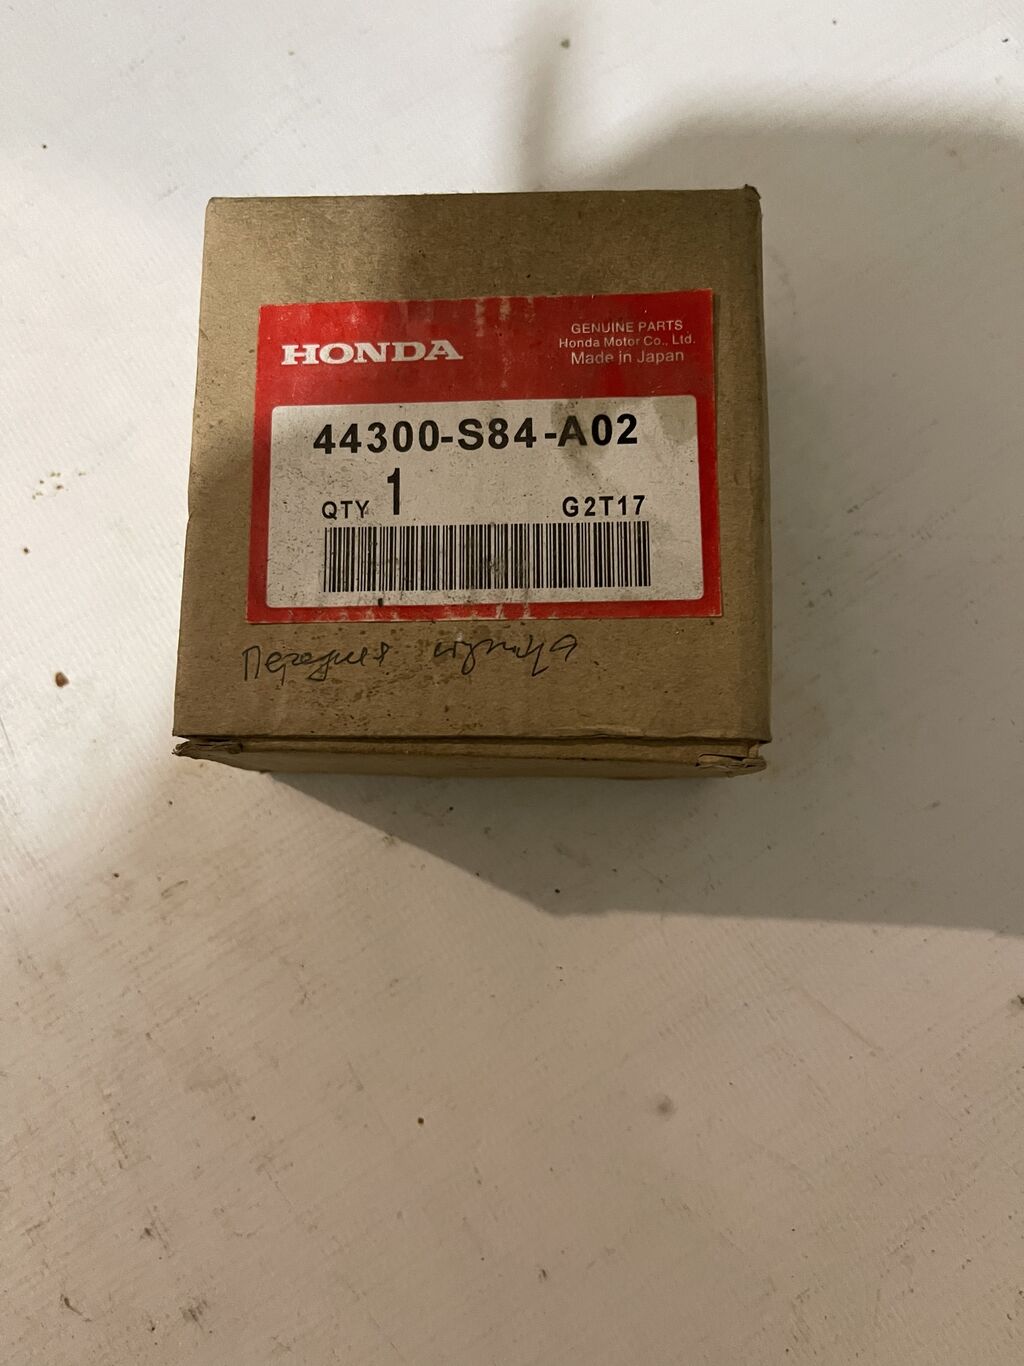 HONDA
GENUINE PARTS
Honda Motor Co., Ltd.
Made in Japan
44300-S84-A02
QTY 1
G2T17
Передняя ступица